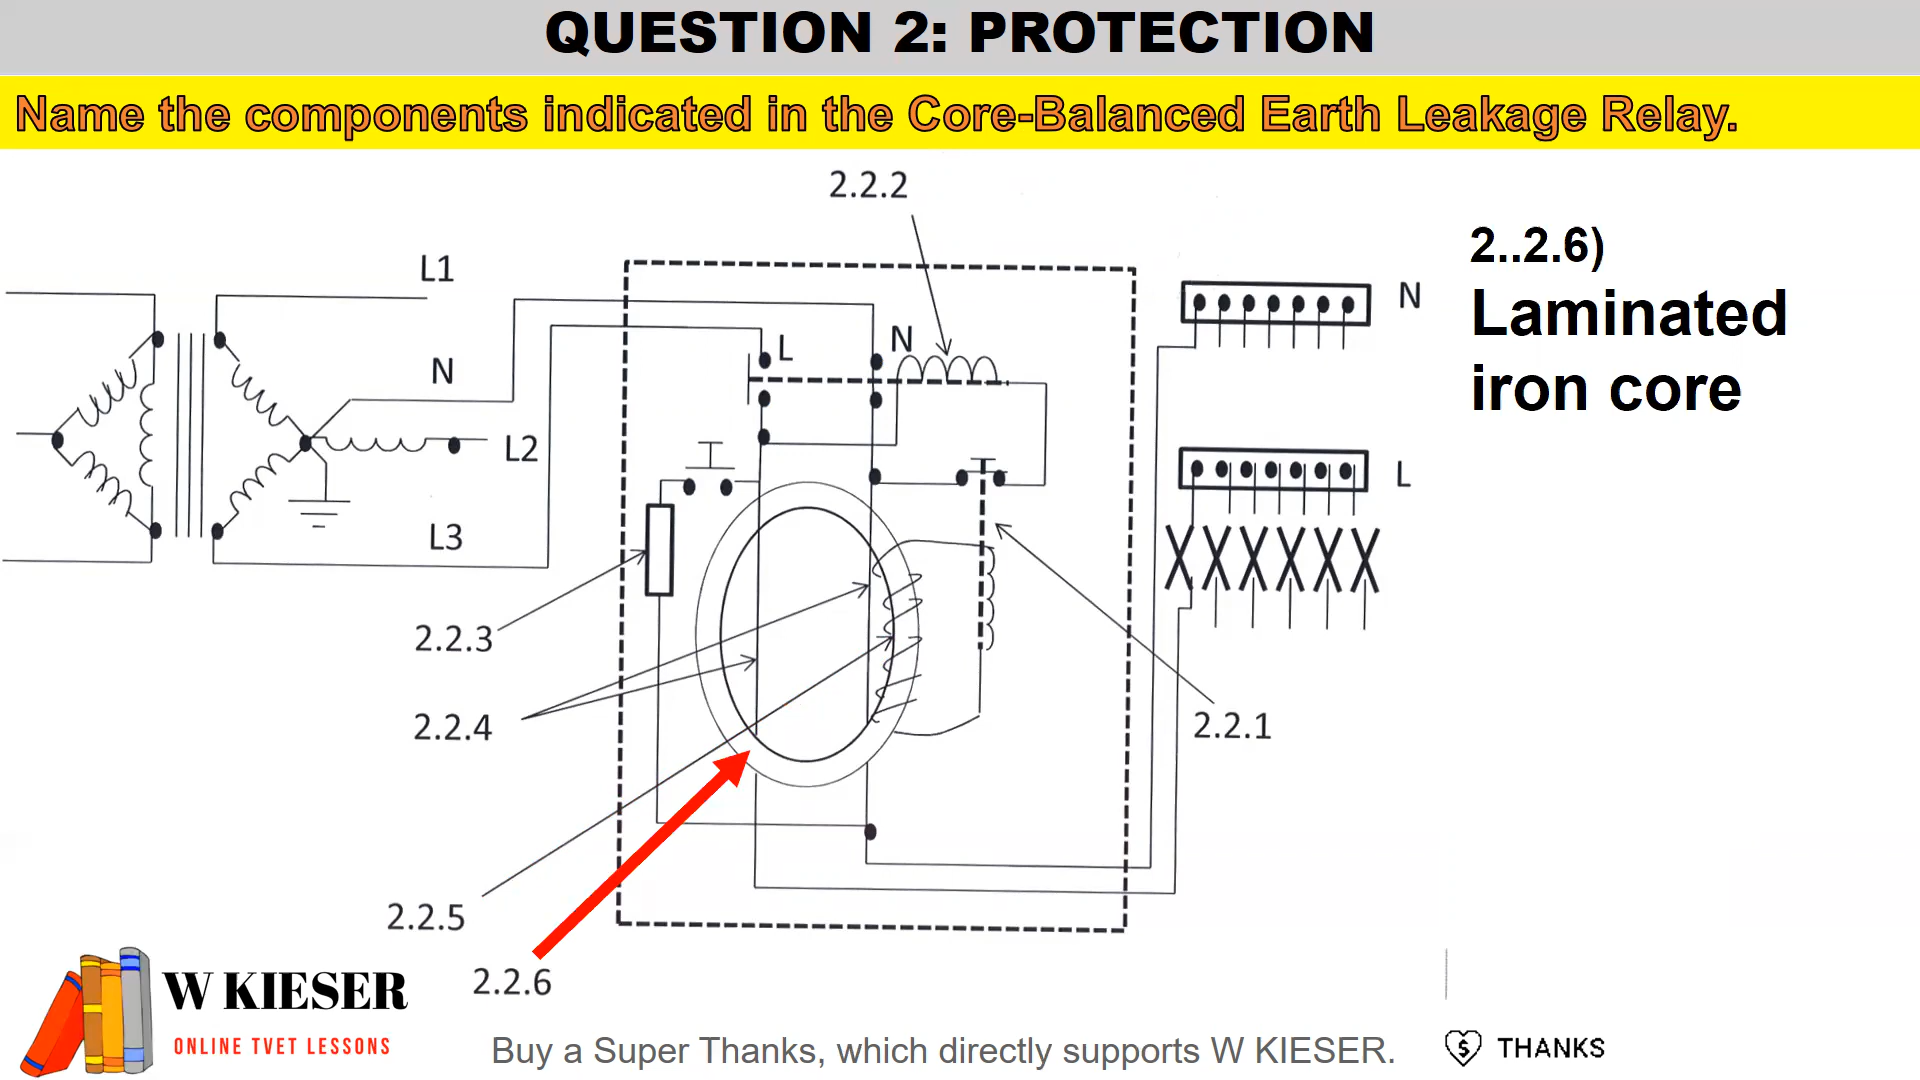 QUESTION 2: PROTECTION
Name the components indicated in the Core-Balanced Earth Leakage Relay.
2.2.2
2..2.6)
Laminated
iron core
L1
N
L
N
N
L2
L
L3
2.2.3
2.2.4
2.2.1
2.2.5
2.2.6
W KIESER
ONLINE TVET LESSONS
Buy a Super Thanks, which directly supports W KIESER.
$ THANKS